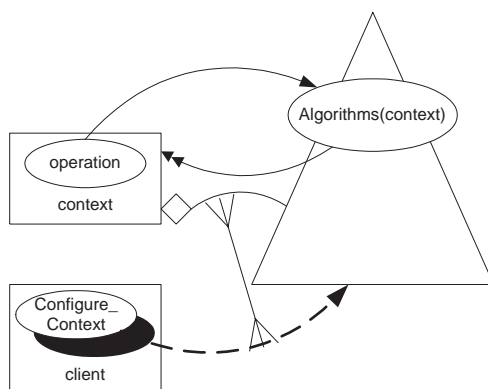 Algorithms(context)
operation
context
Configure_
Context
client